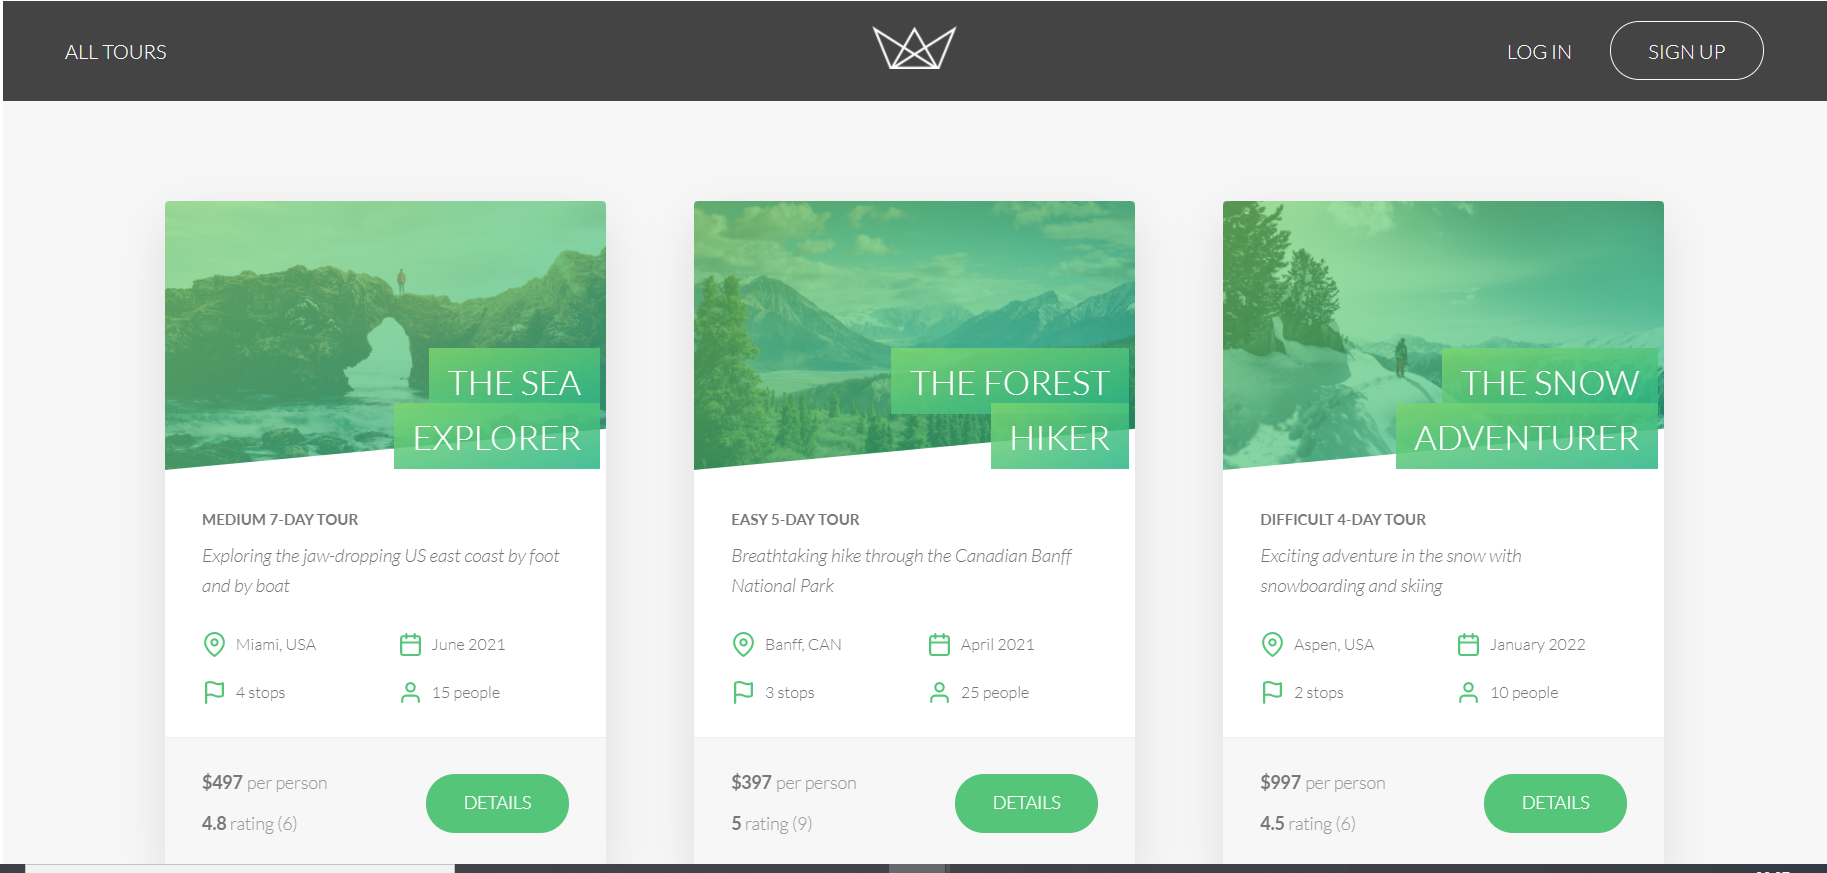 ALL TOURS
LOG IN
SIGN UP
THE SEA
EXPLORER
MEDIUM 7-DAY TOUR
Exploring the jaw-dropping US east coast by foot
and by boat
Miami, USA
June 2021
4 stops
15 people
$497 per person
4.8 rating (6)
DETAILS
THE FOREST
HIKER
EASY 5-DAY TOUR
Breathtaking hike through the Canadian Banff
National Park
Banff, CAN
April 2021
3 stops
25 people
$397 per person
5 rating (9)
DETAILS
THE SNOW
ADVENTURER
DIFFICULT 4-DAY TOUR
Exciting adventure in the snow with
snowboarding and skiing
Aspen, USA
January 2022
2 stops
10 people
$997 per person
4.5 rating (6)
DETAILS